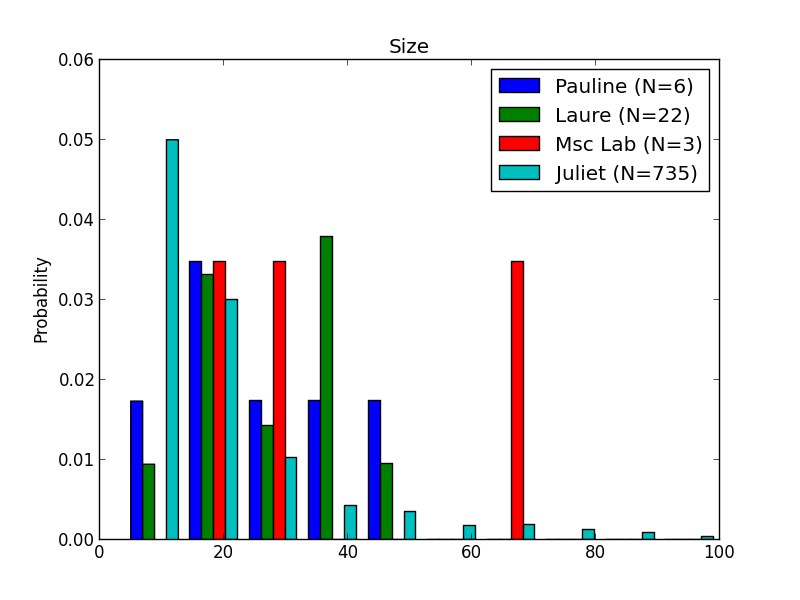 Size
Pauline (N=6)
Laure (N=22)
Msc Lab (N=3)
Juliet (N=735)
Probability
0.06
0.05
0.04
0.03
0.02
0.01
0.00
0 20 40 60 80 100